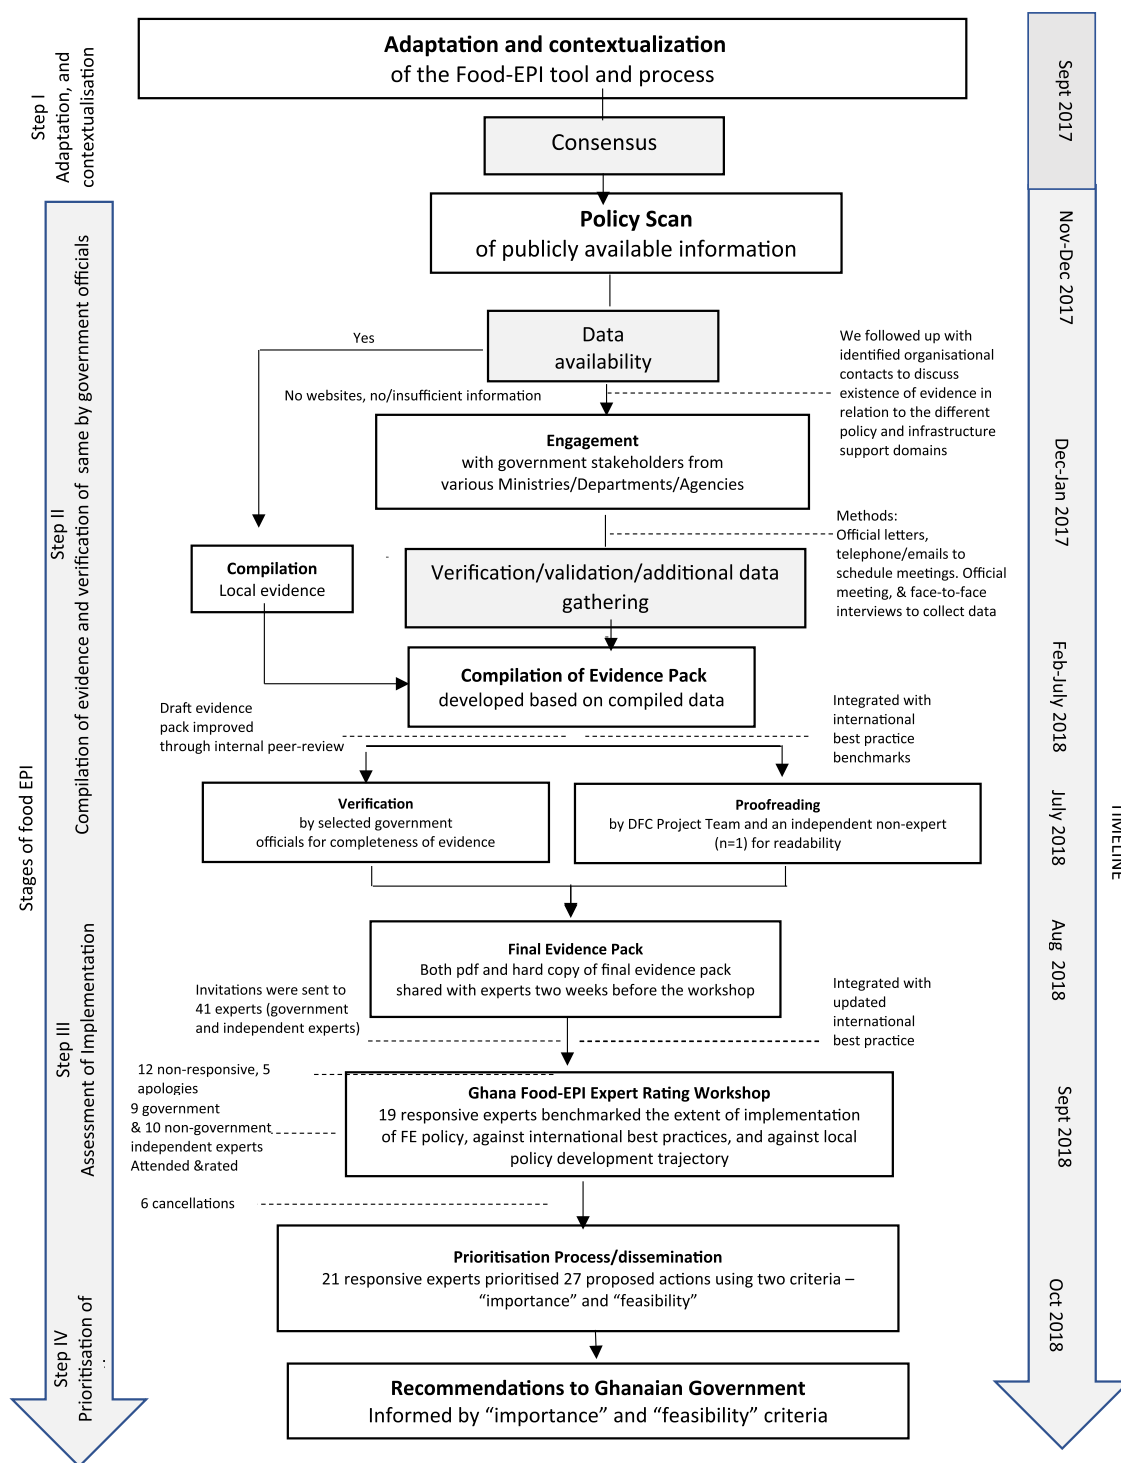 Adaptation and contextualization
of the Food-EPI tool and process
Step I
Adaptation, and
contextualisation
Sept 2017
Consensus
Policy Scan
of publicly available information
Nov-Dec 2017
Data
availability
Yes
No websites, no/insufficient information
We followed up with
identified organisational
contacts to discuss
existence of evidence in
relation to the different
policy and infrastructure
support domains
Engagement
with government stakeholders from
various Ministries/Departments/Agencies
Dec-Jan 2017
Step II
Compilation of evidence and verification of same by government officials
Methods:
Official letters,
telephone/emails to
schedule meetings. Official
meeting, & face-to-face
interviews to collect data
Compilation
Local evidence
Verification/validation/additional data
gathering
Compilation of Evidence Pack
developed based on compiled data
Feb-July 2018
Draft evidence
pack improved
through internal peer-review
Integrated with
international
best practice
benchmarks
Verification
by selected government
officials for completeness of evidence
Proofreading
by DFC Project Team and an independent non-expert
(n=1) for readability
July 2018
TIMELINE
Stages of food EPI
Final Evidence Pack
Both pdf and hard copy of final evidence pack
shared with experts two weeks before the workshop
Aug 2018
Invitations were sent to
41 experts (government
and independent experts)
Integrated with
updated
international
best practice
Step III
Assessment of Implementation
12 non-responsive, 5
apologies
9 government
& 10 non-government
independent experts
Attended &rated
Ghana Food-EPI Expert Rating Workshop
19 responsive experts benchmarked the extent of implementation
of FE policy, against international best practices, and against local
policy development trajectory
Sept 2018
6 cancellations
Prioritisation Process/dissemination
21 responsive experts prioritised 27 proposed actions using two criteria –
“importance” and “feasibility”
Oct 2018
Step IV
Prioritisation of
Recommendations to Ghanaian Government
Informed by “importance” and “feasibility” criteria